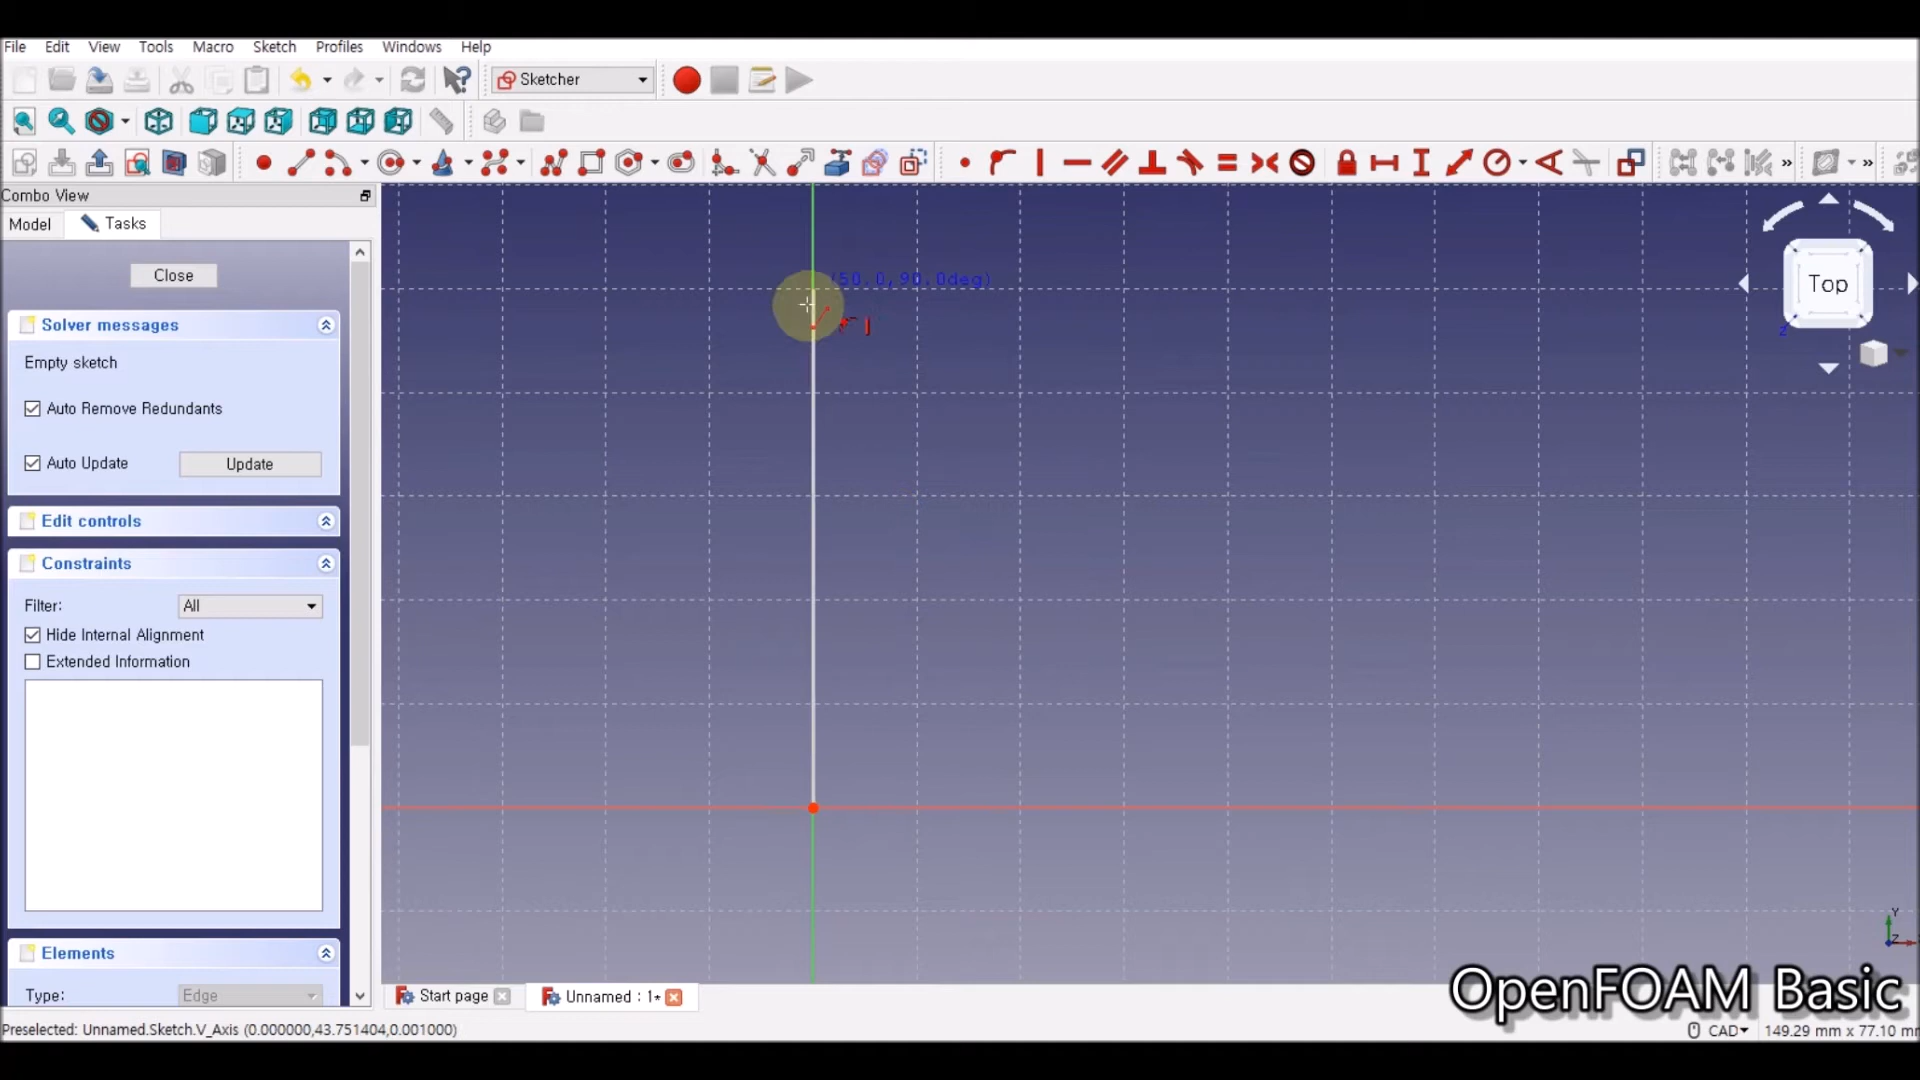 File Edit View Tools Macro Sketch Profiles Windows Help
Sketcher
Combo View
Model Tasks
Close
Solver messages
Empty sketch
Auto Remove Redundants
Auto Update Update
Edit controls
Constraints
Filter: All
Hide Internal Alignment
Extended Information
Elements
Type: Edge
(50.0,90.0deg)
Top
Z
Y
Z
Start page Unnamed : 1*
OpenFOAM Basic
Preselected: Unnamed.Sketch.V_Axis (0.000000,43.751404,0.001000) CAD 149.29 mm x 77.10 m